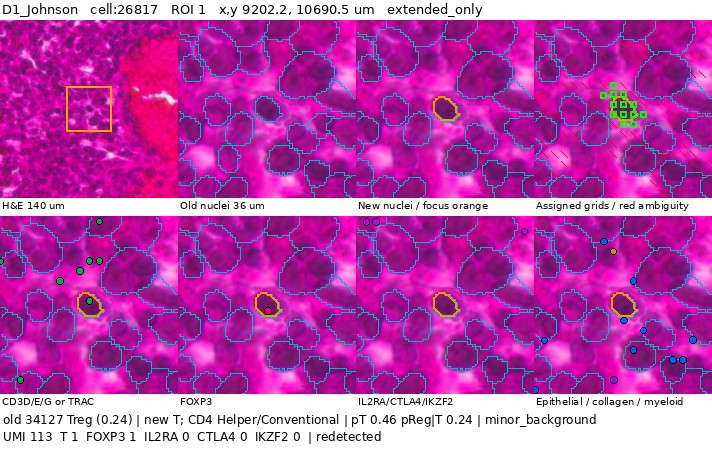 D1_Johnson   cell:26817   ROI 1   x,y 9202.2, 10690.5 um   extended_only
H&E 140 um
Old nuclei 36 um
New nuclei / focus orange
Assigned grids / red ambiguity
CD3D/E/G or TRAC
FOXP3
IL2RA/CTLA4/IKZF2
Epithelial / collagen / myeloid
old 34127 Treg (0.24) | new T; CD4 Helper/Conventional | pT 0.46 pReg|T 0.24 | minor_background
UMI 113  T 1  FOXP3 1  IL2RA 0  CTLA4 0  IKZF2 0  | redetected